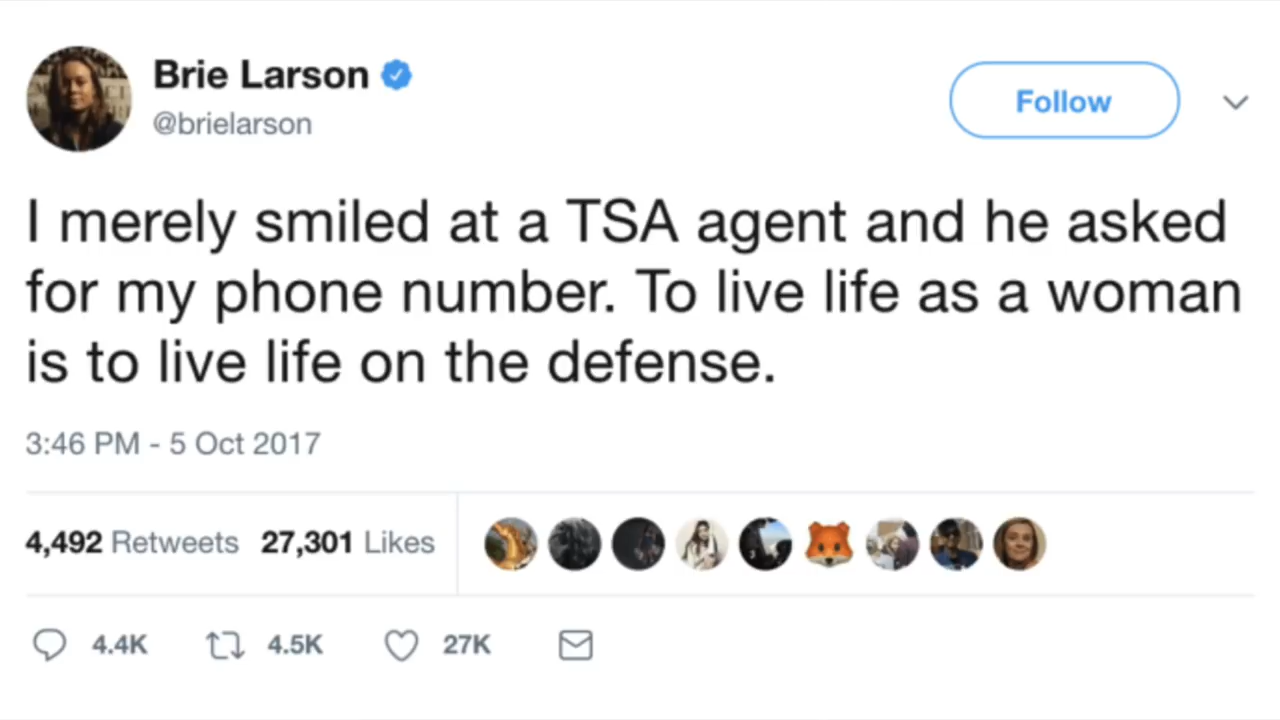 Brie Larson
@brielarson
Follow
I merely smiled at a TSA agent and he asked
for my phone number. To live life as a woman
is to live life on the defense.
3:46 PM - 5 Oct 2017
4,492 Retweets 27,301 Likes
4.4K 4.5K 27K